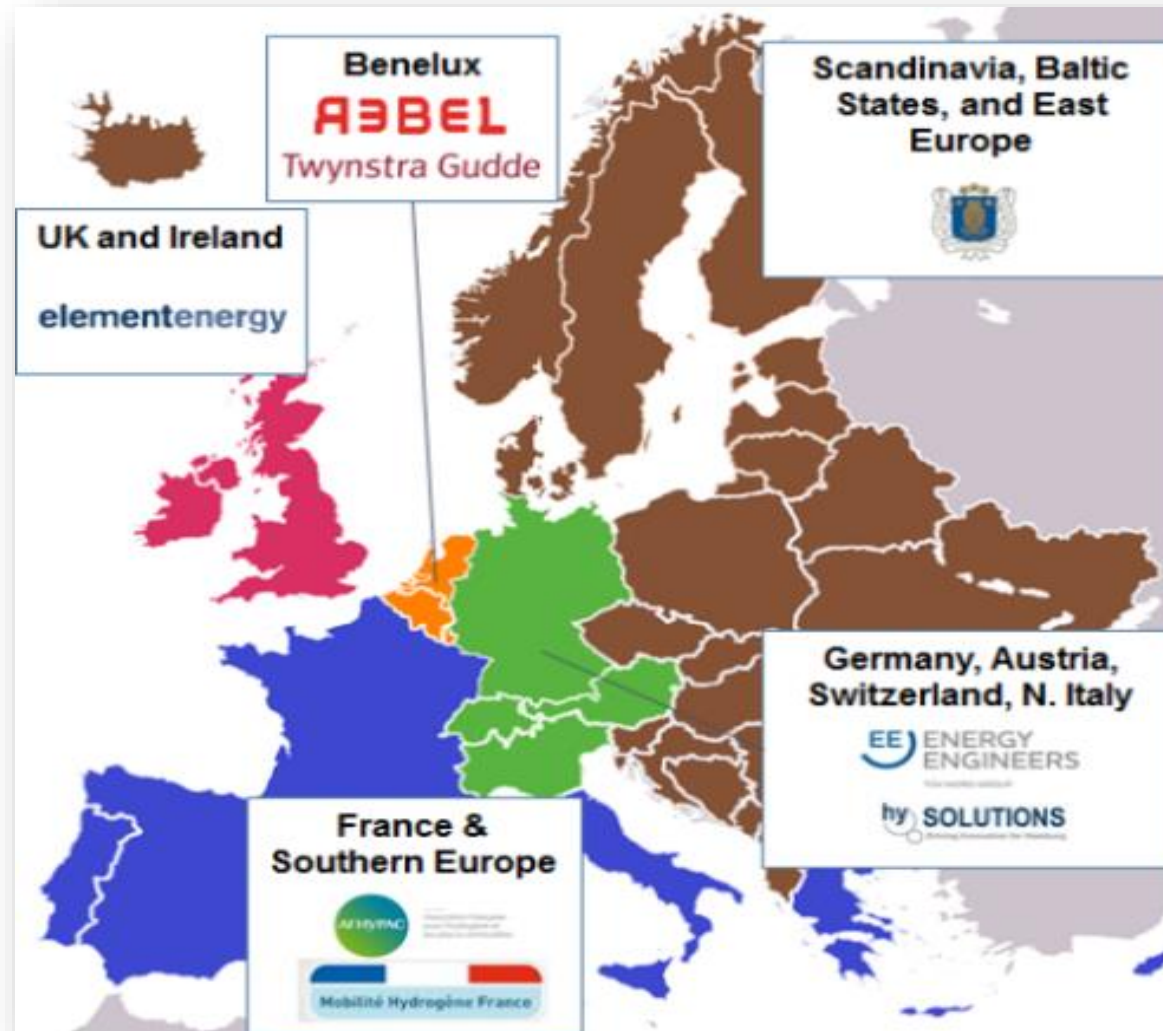 Benelux
A3BEL
Twynstra Gudde
Scandinavia, Baltic
States, and East
Europe
UK and Ireland
elementenergy
Germany, Austria,
Switzerland, N. Italy
EE ENERGY
ENGINEERS
hy SOLUTIONS
France &
Southern Europe
AFHYPAC
Mobilité Hydrogène France